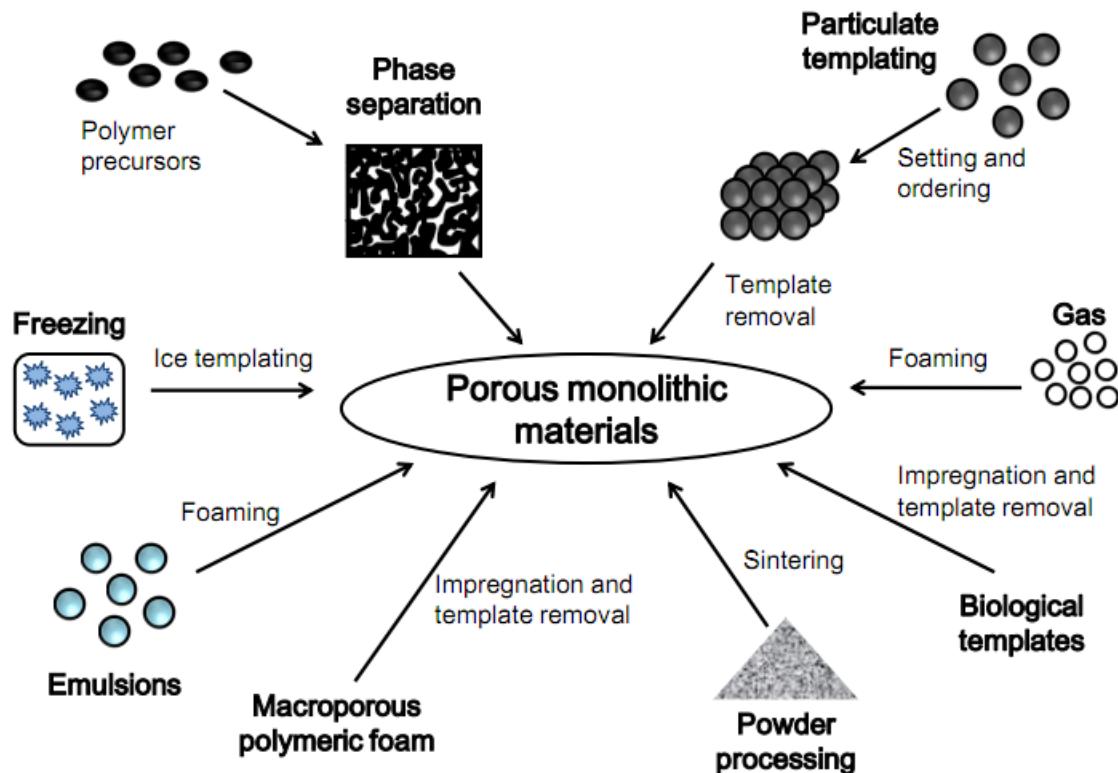 Particulate
templating
Phase
separation
Polymer
precursors
Setting and
ordering
Template
removal
Freezing
Ice templating
Gas
Foaming
Porous monolithic
materials
Impregnation and
template removal
Foaming
Sintering
Impregnation and
template removal
Biological
templates
Emulsions
Macroporous
polymeric foam
Powder
processing